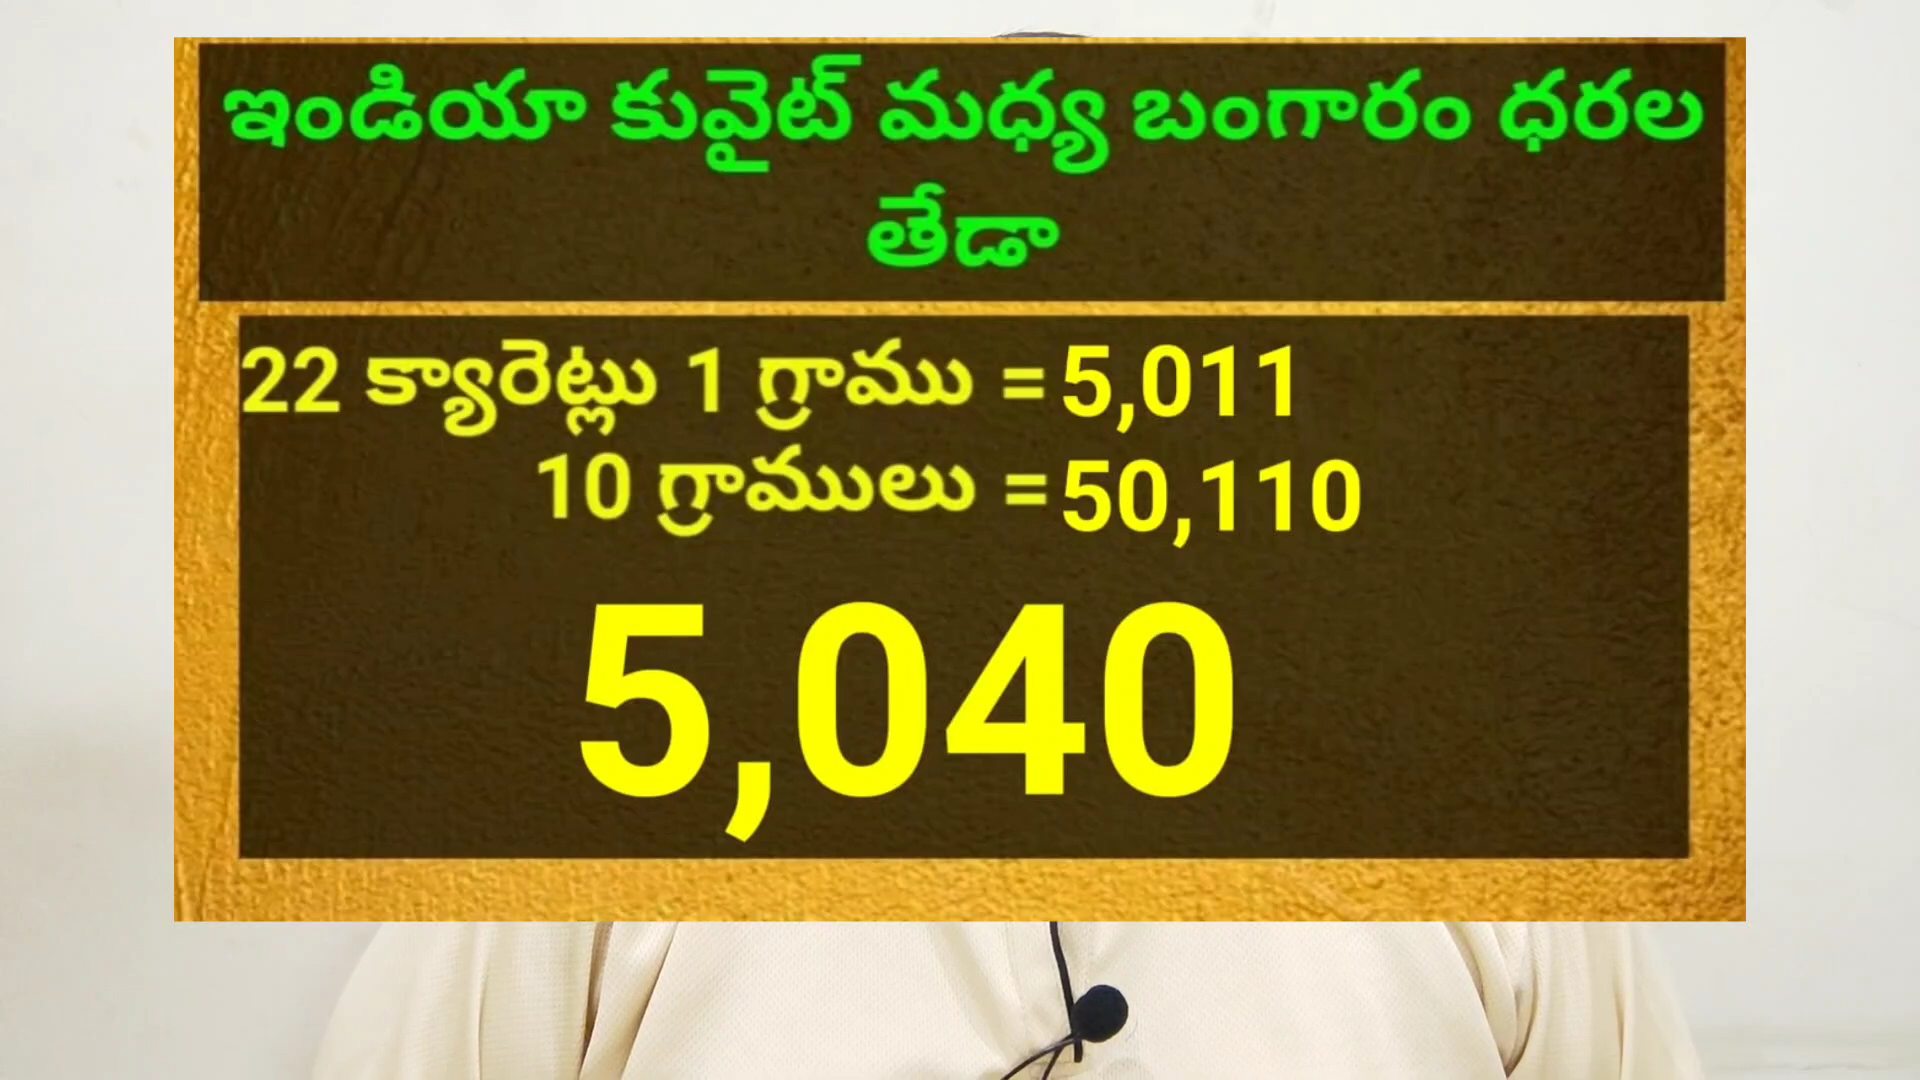 ఇండియా కువైట్ మధ్య బంగారం ధరల
తేడా
22 క్యారెట్లు 1 గ్రాము =5,011
10 గ్రాములు =50,110
5,040